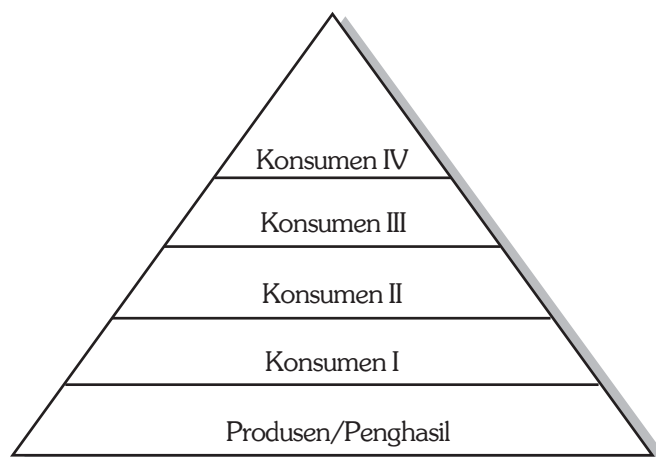 Konsumen IV
Konsumen III
Konsumen II
Konsumen I
Produsen/Penghasil